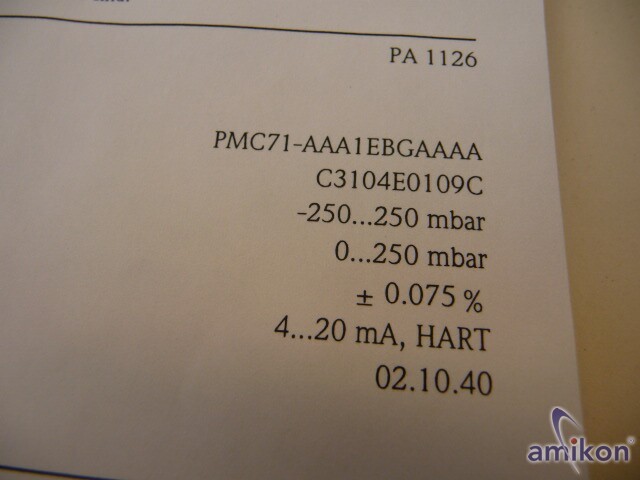 PA 1126
PMC71-AAA1EBGAAAA
C3104E0109C
-250...250 mbar
0...250 mbar
± 0.075 %
4...20 mA, HART
02.10.40
amikon®